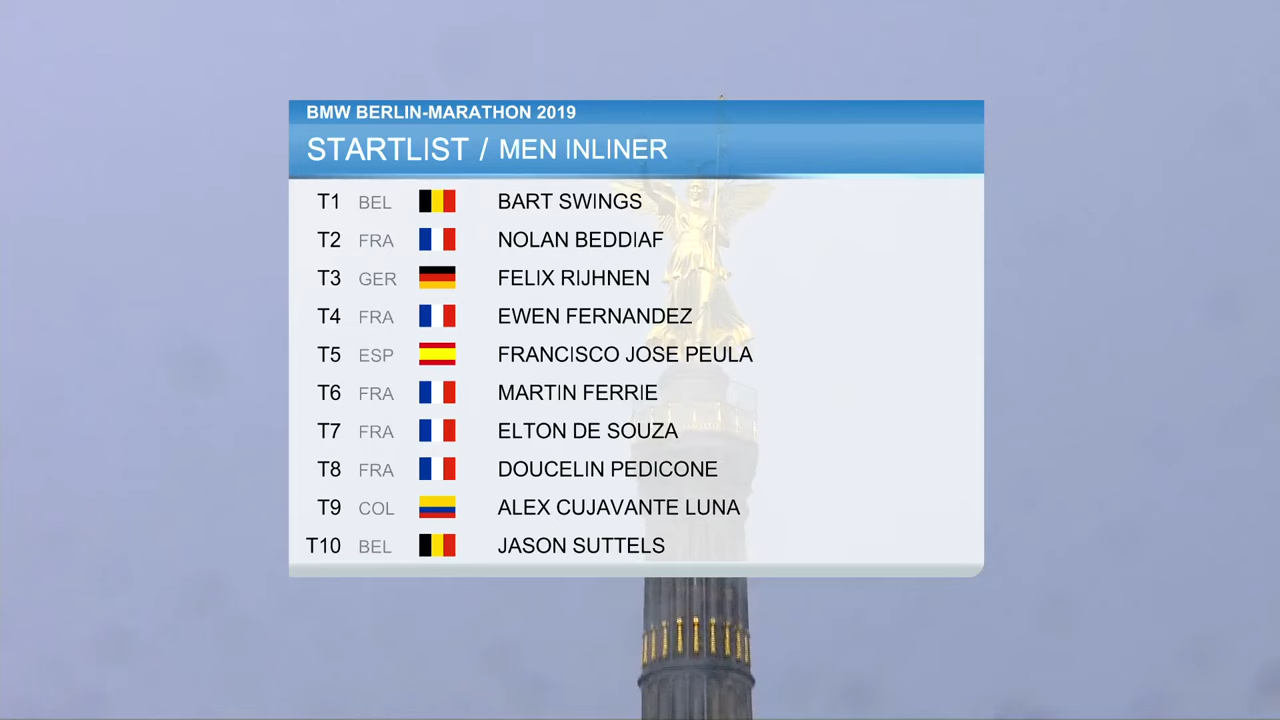 BMW BERLIN-MARATHON 2019
STARTLIST / MEN INLINER
T1 BEL BART SWINGS
T2 FRA NOLAN BEDDIAF
T3 GER FELIX RIJHNEN
T4 FRA EWEN FERNANDEZ
T5 ESP FRANCISCO JOSE PEULA
T6 FRA MARTIN FERRIE
T7 FRA ELTON DE SOUZA
T8 FRA DOUCELIN PEDICONE
T9 COL ALEX CUJAVANTE LUNA
T10 BEL JASON SUTTELS